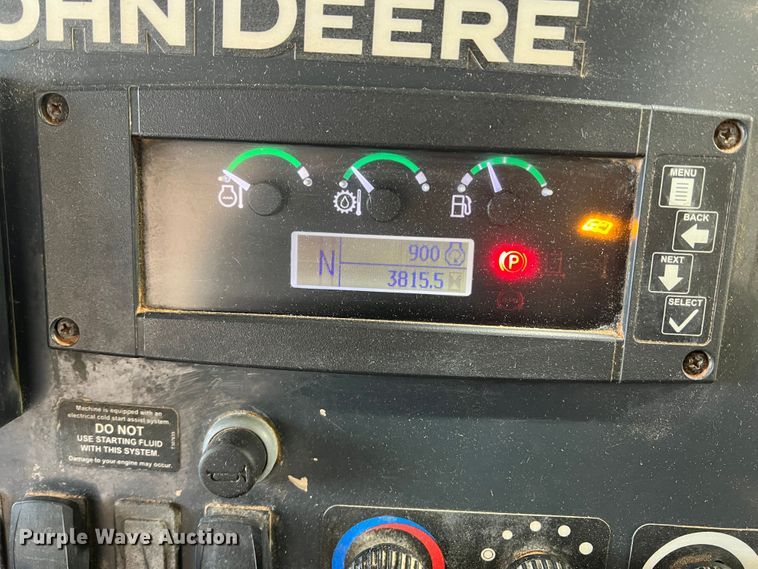 JOHN DEERE
MENU
BACK
NEXT
SELECT
N
900
3815.5
P
Machine is equipped with an
electrical cold start assist system.
DO NOT
USE STARTING FLUID
WITH THIS SYSTEM.
Damage to your engine may occur.
Purple Wave Auction